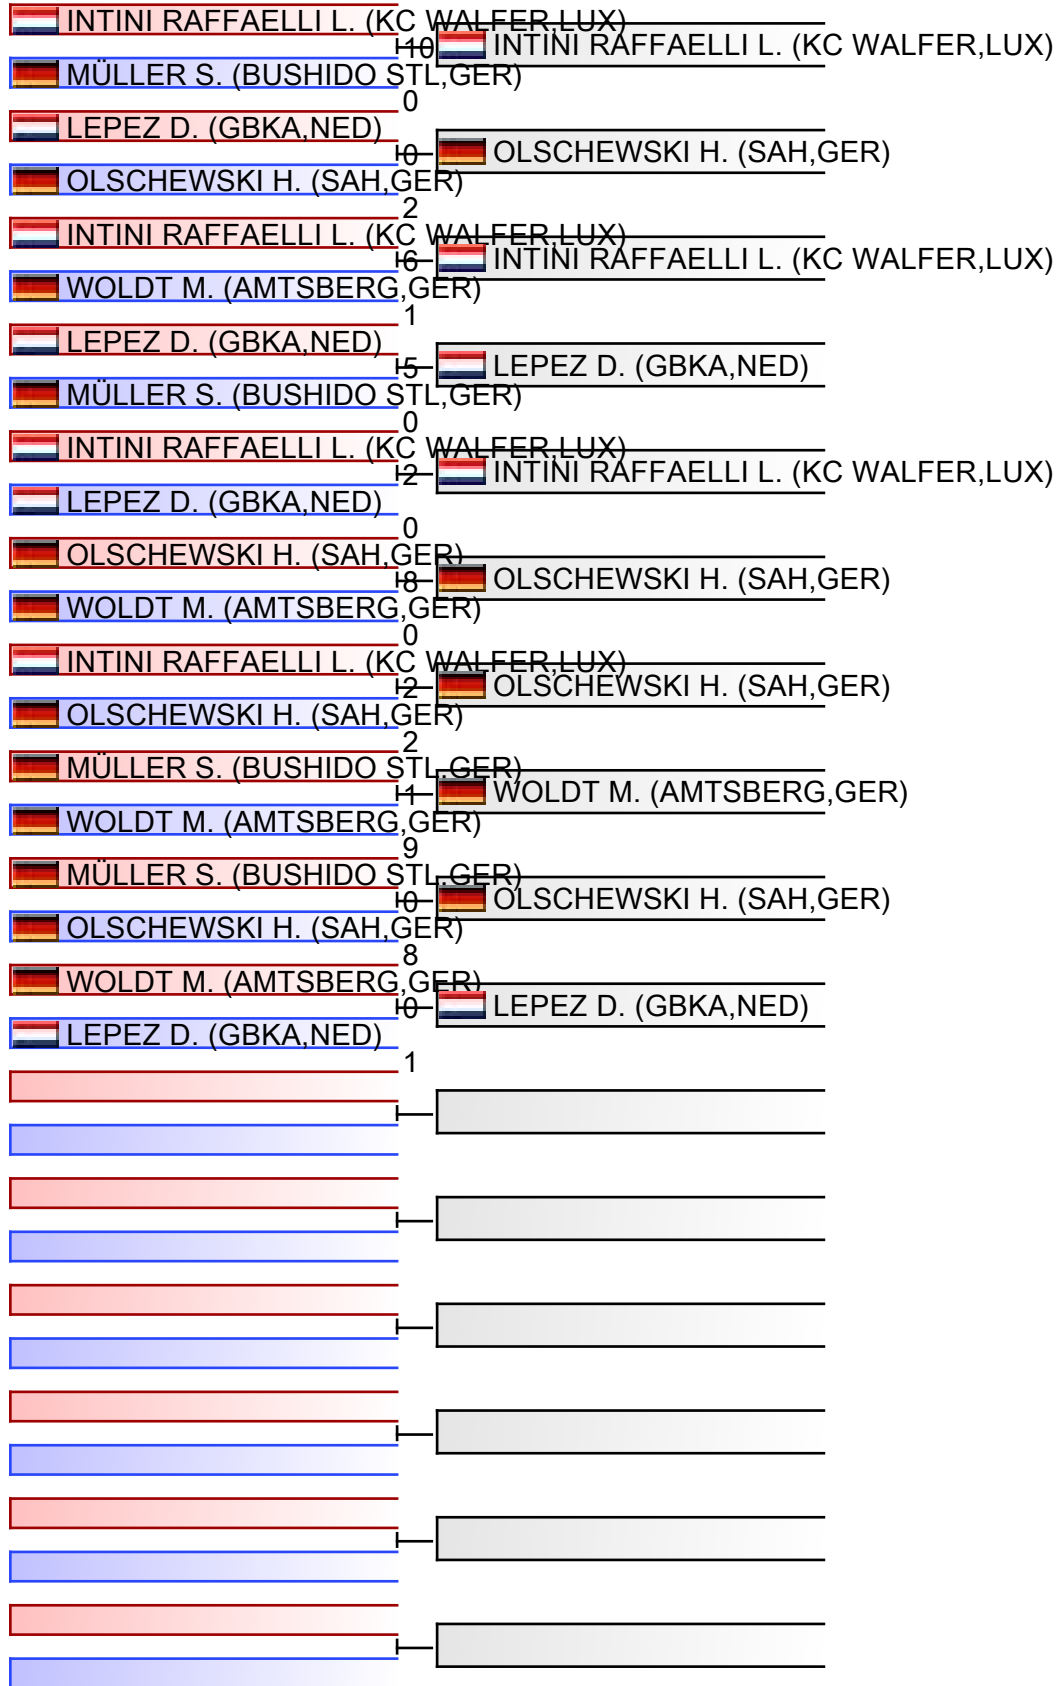 INTINI RAFFAELLI L. (KC WALFER,LUX)
10
INTINI RAFFAELLI L. (KC WALFER,LUX)
MÜLLER S. (BUSHIDO STL,GER)
0
LEPEZ D. (GBKA,NED)
0
OLSCHEWSKI H. (SAH,GER)
OLSCHEWSKI H. (SAH,GER)
2
INTINI RAFFAELLI L. (KC WALFER,LUX)
6
INTINI RAFFAELLI L. (KC WALFER,LUX)
WOLDT M. (AMTSBERG,GER)
1
LEPEZ D. (GBKA,NED)
5
LEPEZ D. (GBKA,NED)
MÜLLER S. (BUSHIDO STL,GER)
0
INTINI RAFFAELLI L. (KC WALFER,LUX)
2
INTINI RAFFAELLI L. (KC WALFER,LUX)
LEPEZ D. (GBKA,NED)
0
OLSCHEWSKI H. (SAH,GER)
8
OLSCHEWSKI H. (SAH,GER)
WOLDT M. (AMTSBERG,GER)
0
INTINI RAFFAELLI L. (KC WALFER,LUX)
2
OLSCHEWSKI H. (SAH,GER)
OLSCHEWSKI H. (SAH,GER)
2
MÜLLER S. (BUSHIDO STL,GER)
1
WOLDT M. (AMTSBERG,GER)
WOLDT M. (AMTSBERG,GER)
9
MÜLLER S. (BUSHIDO STL,GER)
0
OLSCHEWSKI H. (SAH,GER)
OLSCHEWSKI H. (SAH,GER)
8
WOLDT M. (AMTSBERG,GER)
0
LEPEZ D. (GBKA,NED)
LEPEZ D. (GBKA,NED)
1